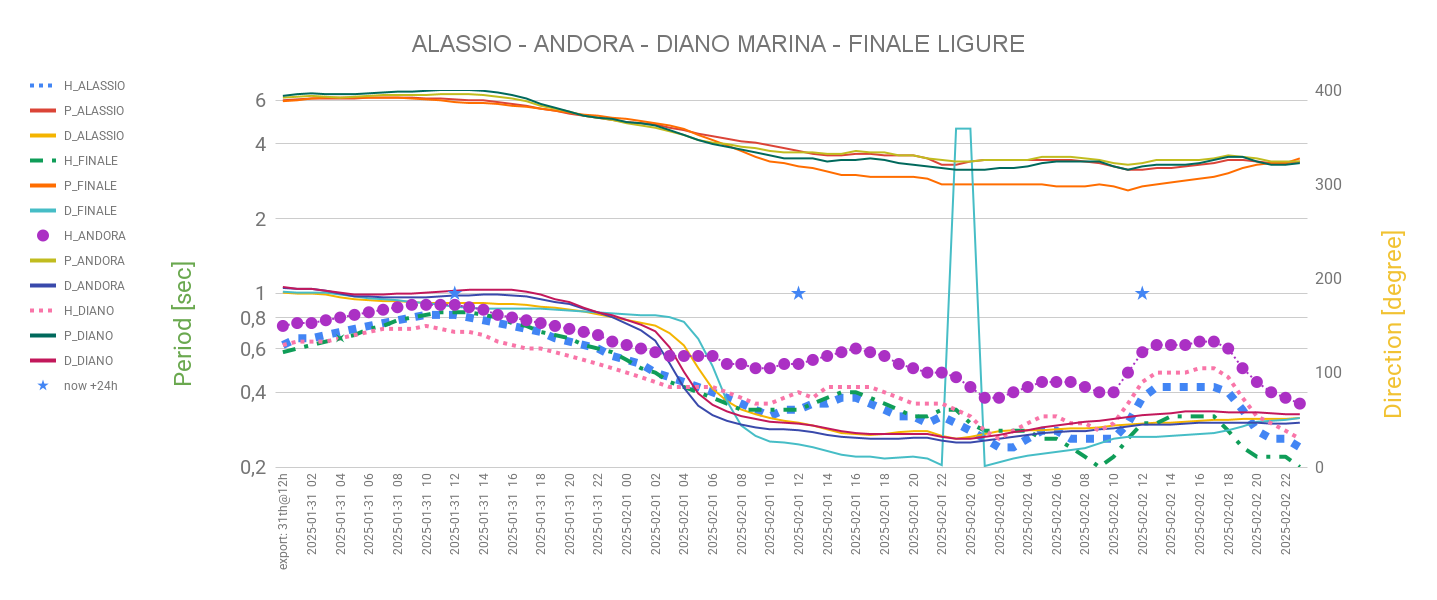 ALASSIO - ANDORA - DIANO MARINA - FINALE LIGURE
H_ALASSIO
P_ALASSIO
D_ALASSIO
H_FINALE
P_FINALE
D_FINALE
H_ANDORA
P_ANDORA
D_ANDORA
H_DIANO
P_DIANO
D_DIANO
now +24h
Period [sec]
6
4
2
1
0,8
0,6
0,4
0,2
400
300
200
100
0
Direction [degree]
export: 31th@12h
2025-01-31 02
2025-01-31 04
2025-01-31 06
2025-01-31 08
2025-01-31 10
2025-01-31 12
2025-01-31 14
2025-01-31 16
2025-01-31 18
2025-01-31 20
2025-01-31 22
2025-02-01 00
2025-02-01 02
2025-02-01 04
2025-02-01 06
2025-02-01 08
2025-02-01 10
2025-02-01 12
2025-02-01 14
2025-02-01 16
2025-02-01 18
2025-02-01 20
2025-02-01 22
2025-02-02 00
2025-02-02 02
2025-02-02 04
2025-02-02 06
2025-02-02 08
2025-02-02 10
2025-02-02 12
2025-02-02 14
2025-02-02 16
2025-02-02 18
2025-02-02 20
2025-02-02 22